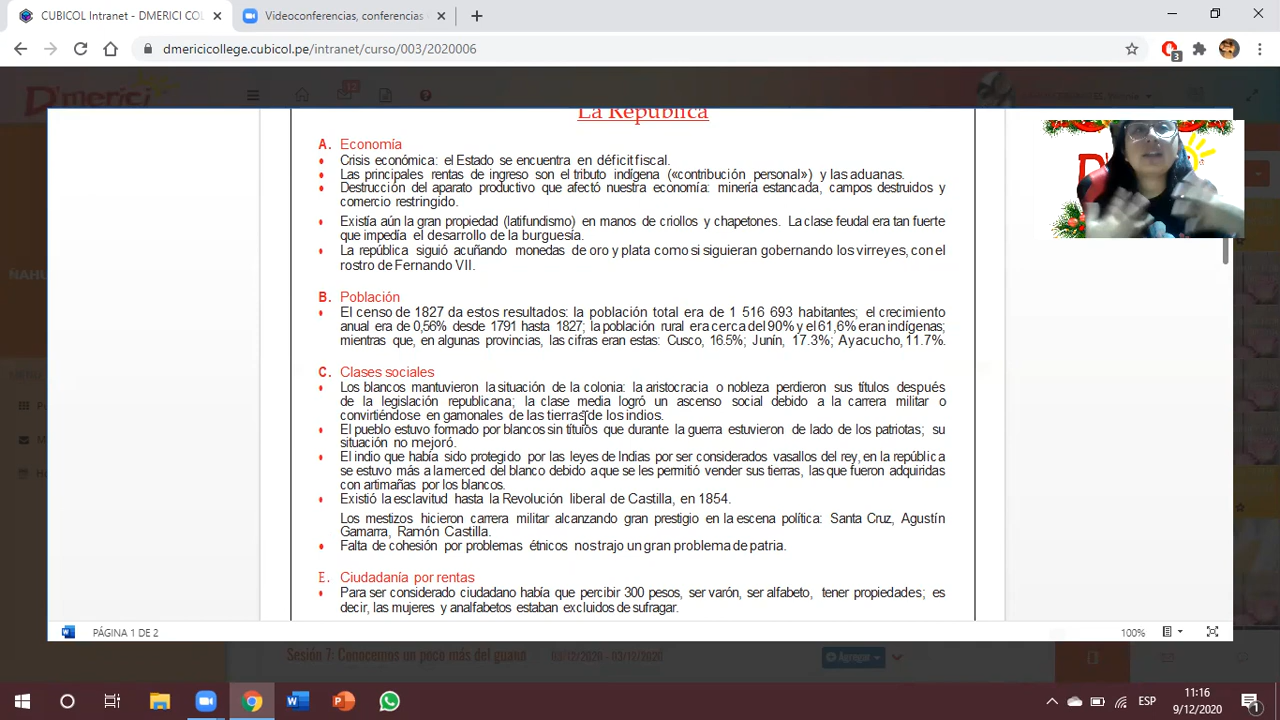 CUBICOL Intranet - DMERICI COL
Videoconferencias, conferencias
dmericicollege.cubicol.pe/intranet/curso/003/2020006
3
D'merici
La República
A. Economía
• Crisis económica: el Estado se encuentra en déficit fiscal.
• Las principales rentas de ingreso son el tributo indígena («contribución personal») y las aduanas.
• Destrucción del aparato productivo que afectó nuestra economía: minería estancada, campos destruidos y
comercio restringido.
• Existía aún la gran propiedad (latifundismo) en manos de criollos y chapetones. La clase feudal era tan fuerte
que impedía el desarrollo de la burguesía.
• La república siguió acuñando monedas de oro y plata como si siguieran gobernando los virreyes, con el
rostro de Fernando VII.
B. Población
• El censo de 1827 da estos resultados: la población total era de 1 516 693 habitantes; el crecimiento
anual era de 0,56% desde 1791 hasta 1827; la población rural era cerca del 90% y el 61,6% eran indígenas;
mientras que, en algunas provincias, las cifras eran estas: Cusco, 16.5%; Junín, 17.3%; Ayacucho, 11.7%.
C. Clases sociales
• Los blancos mantuvieron la situación de la colonia: la aristocracia o nobleza perdieron sus títulos después
de la legislación republicana; la clase media logró un ascenso social debido a la carrera militar o
convirtiéndose en gamonales de las tierras de los indios.
• El pueblo estuvo formado por blancos sin títulos que durante la guerra estuvieron de lado de los patriotas; su
situación no mejoró.
• El indio que había sido protegido por las leyes de Indias por ser considerados vasallos del rey, en la república
se estuvo más a la merced del blanco debido a que se les permitió vender sus tierras, las que fueron adquiridas
con artimañas por los blancos.
• Existió la esclavitud hasta la Revolución liberal de Castilla, en 1854.
Los mestizos hicieron carrera militar alcanzando gran prestigio en la escena política: Santa Cruz, Agustín
Gamarra, Ramón Castilla.
• Falta de cohesión por problemas étnicos nos trajo un gran problema de patria.
E. Ciudadanía por rentas
• Para ser considerado ciudadano había que percibir 300 pesos, ser varón, ser alfabeto, tener propiedades; es
decir, las mujeres y analfabetos estaban excluidos de sufragar.
PÁGINA 1 DE 2
100%
Sesión 7: Conocemos un poco más del guano
03/12/2020 - 03/12/2020
Agregar
ESP
11:16
9/12/2020
1